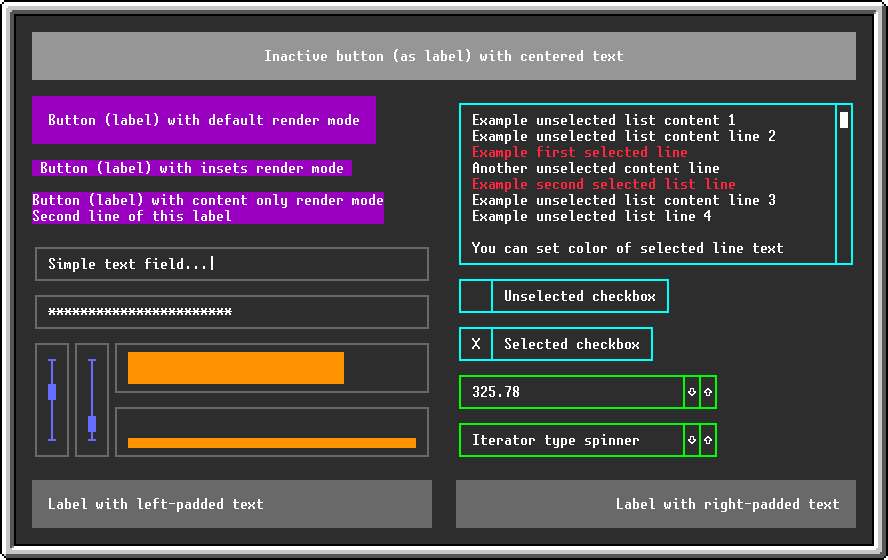 Inactive button (as label) with centered text
Button (label) with default render mode
Button (label) with insets render mode
Button (label) with content only render mode
Second line of this label
Simple text field...
***********************
Example unselected list content 1
Example unselected list content line 2
Example first selected line
Another unselected content line
Example second selected list line
Example unselected list content line 3
Example unselected list line 4
You can set color of selected line text
Unselected checkbox
X Selected checkbox
325.78
Iterator type spinner
Label with left-padded text
Label with right-padded text